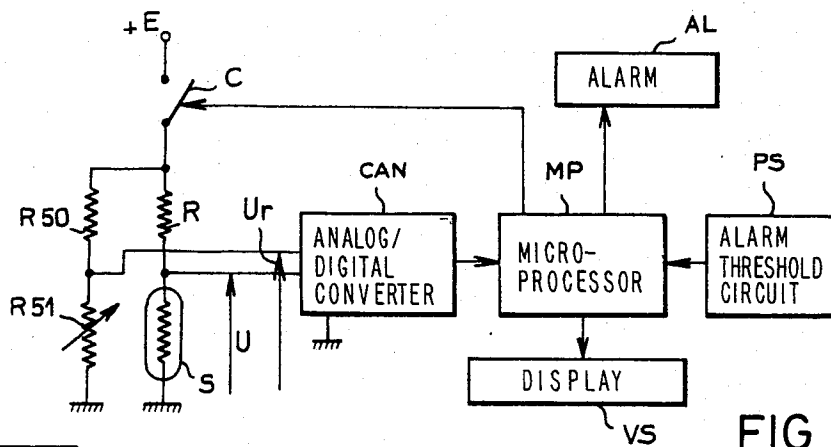 +E
C
AL
ALARM
R50
R
Ur
CAN
ANALOG/
DIGITAL
CONVERTER
MP
MICRO-
PROCESSOR
PS
ALARM
THRESHOLD
CIRCUIT
R51
S
U
DISPLAY
VS
FIG